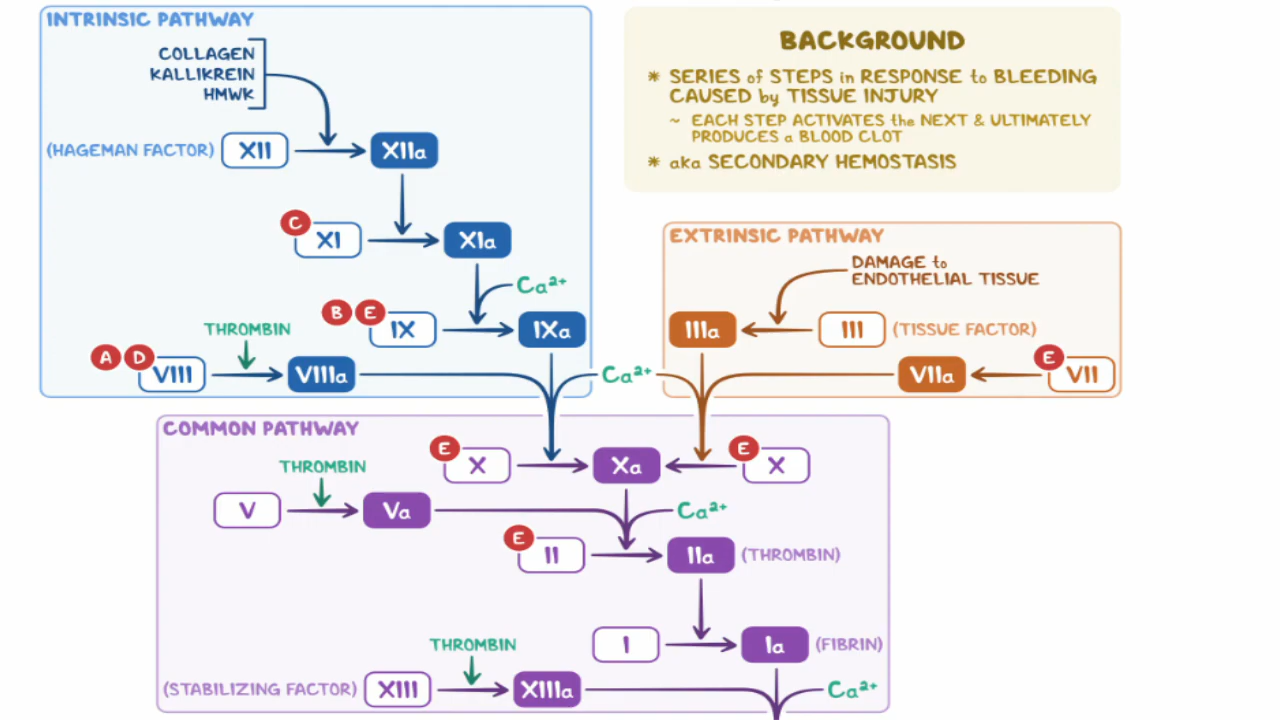 INTRINSIC PATHWAY
COLLAGEN
KALLIKREIN
HMWK
(HAGEMAN FACTOR) XII XIIa
C
XI XIa
Ca²⁺
B E
IX IXa
THROMBIN
A D
VIII VIIIa
Ca²⁺
BACKGROUND
* SERIES of STEPS in RESPONSE to BLEEDING
CAUSED by TISSUE INJURY
~ EACH STEP ACTIVATES the NEXT & ULTIMATELY
PRODUCES a BLOOD CLOT
* aka SECONDARY HEMOSTASIS
EXTRINSIC PATHWAY
DAMAGE to
ENDOTHELIAL TISSUE
IIIa III (TISSUE FACTOR)
E
VIIa VII
COMMON PATHWAY
E E
X Xa X
THROMBIN
V Va Ca²⁺
E
II IIa (THROMBIN)
I Ia (FIBRIN)
THROMBIN
(STABILIZING FACTOR) XIII XIIIa Ca²⁺